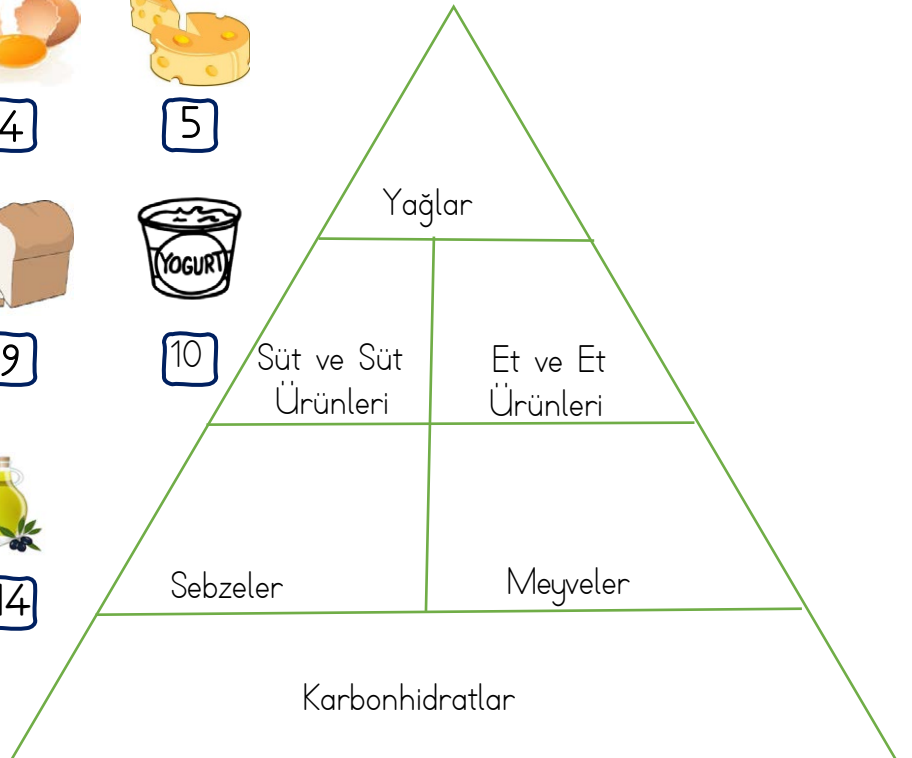 4
5
Yağlar
YOGURT
9
10
Süt ve Süt
Ürünleri
Et ve Et
Ürünleri
14
Sebzeler
Meyveler
Karbonhidratlar